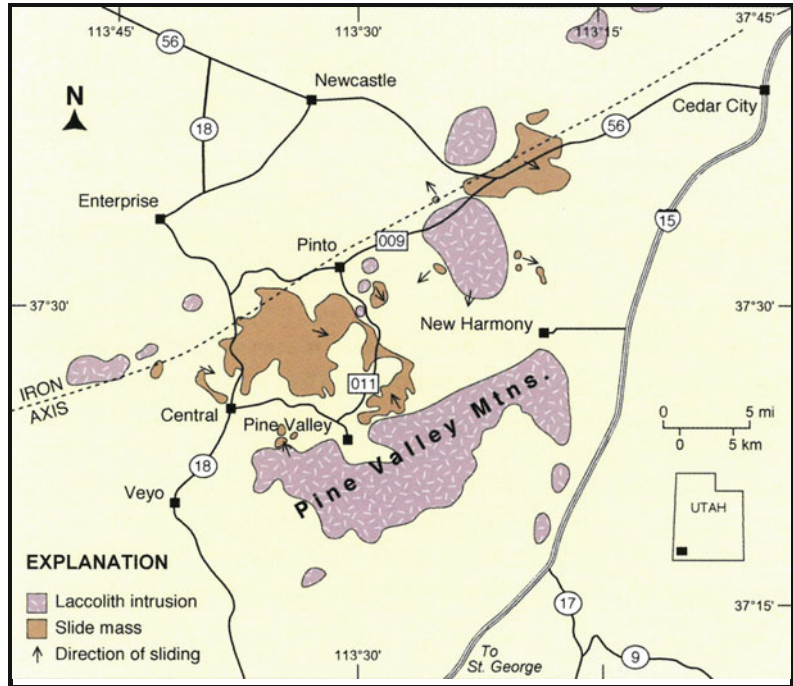 113°45'
113°30'
113°15'
37°45'
56
Newcastle
N
18
Cedar City
56
Enterprise
15
Pinto
009
37°30'
37°30'
New Harmony
IRON
AXIS
011
Central
Pine Valley
Pine Valley Mtns.
0 5 mi
0 5 km
18
Veyo
UTAH
EXPLANATION
Laccolith intrusion
Slide mass
Direction of sliding
17
37°15'
113°30'
To
St. George
9